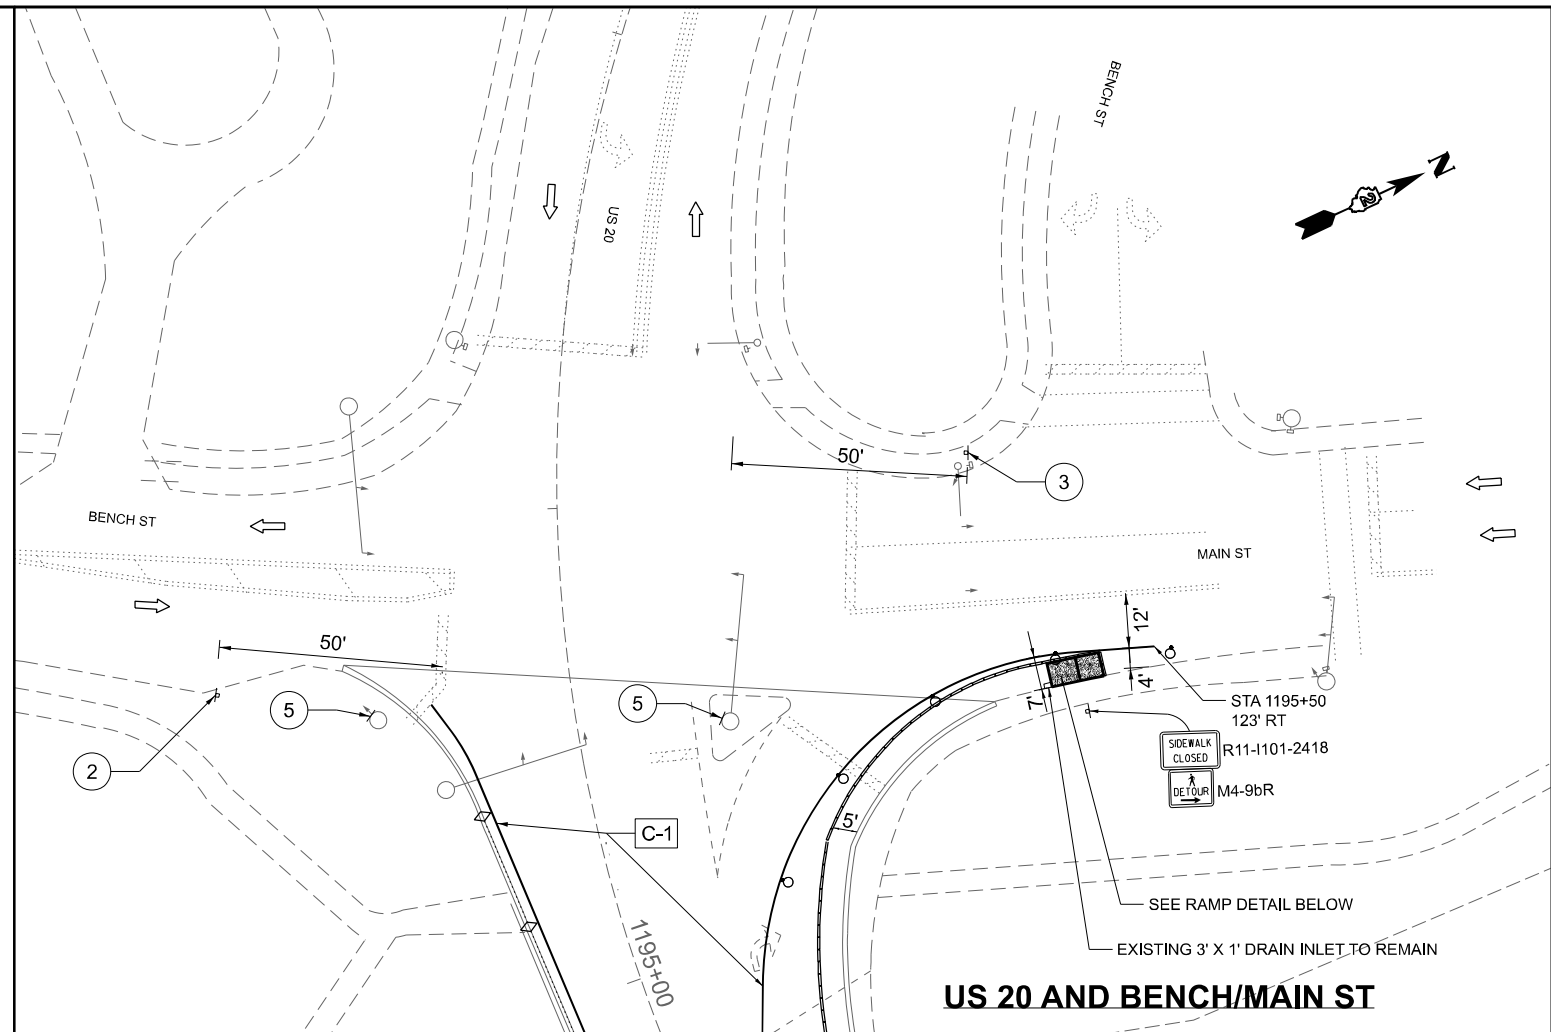 BENCH ST
US 20
N
2
50'
3
BENCH ST
MAIN ST
50'
12'
4'
7'
5
5
2
STA 1195+50
123' RT
SIDEWALK
CLOSED
R11-I101-2418
DETOUR
M4-9bR
C-1
5'
SEE RAMP DETAIL BELOW
1195+00
EXISTING 3' X 1' DRAIN INLET TO REMAIN
US 20 AND BENCH/MAIN ST